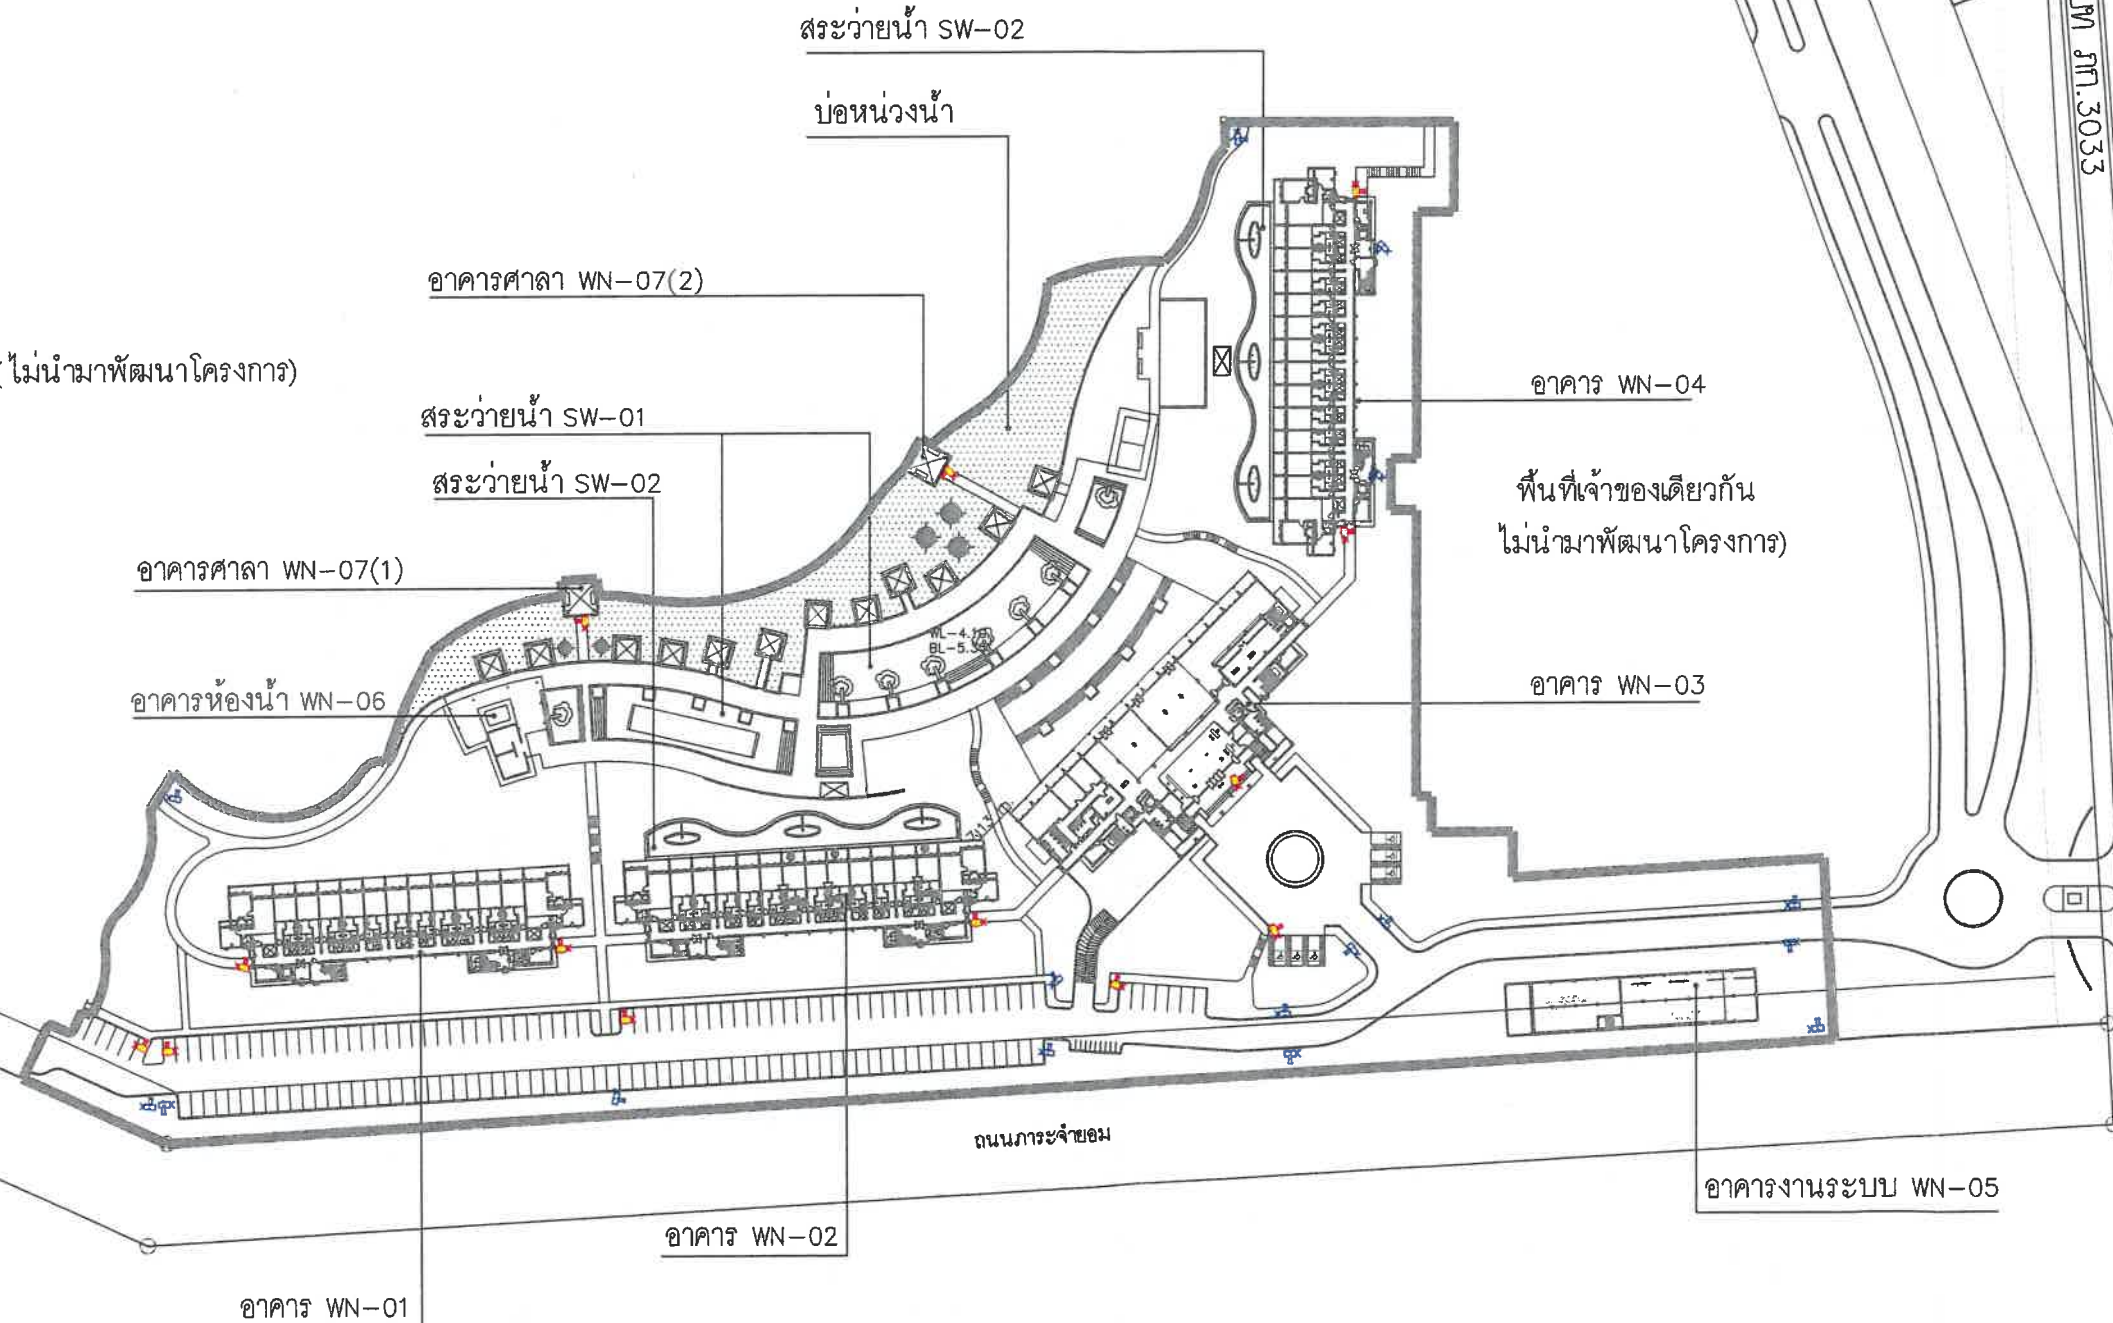 สระว่ายน้ำ SW-02
บ่อหน่วงน้ำ
ภก.3033
อาคารศาลา WN-07(2)
(ไม่นำมาพัฒนาโครงการ)
สระว่ายน้ำ SW-01
อาคาร WN-04
สระว่ายน้ำ SW-02
พื้นที่เจ้าของเดียวกัน
ไม่นำมาพัฒนาโครงการ)
อาคารศาลา WN-07(1)
อาคารห้องน้ำ WN-06
อาคาร WN-03
ถนนภาระจำยอม
อาคารงานระบบ WN-05
อาคาร WN-02
อาคาร WN-01